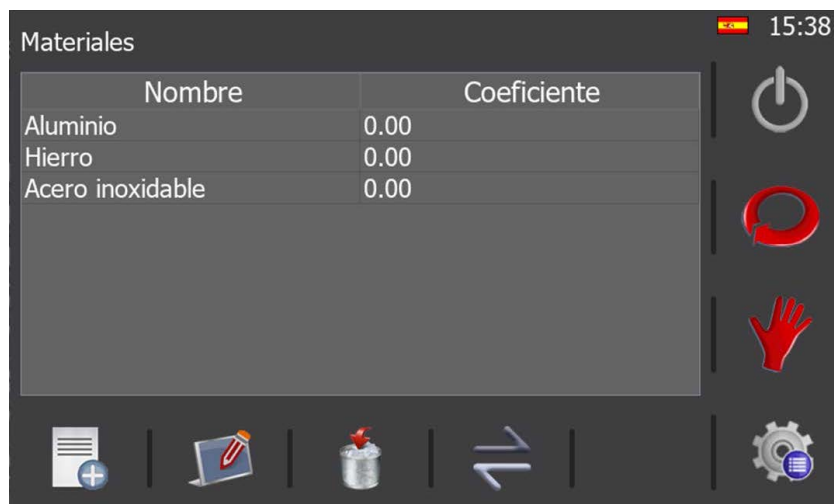 15:38
Materiales
Nombre Coeficiente
Aluminio 0.00
Hierro 0.00
Acero inoxidable 0.00